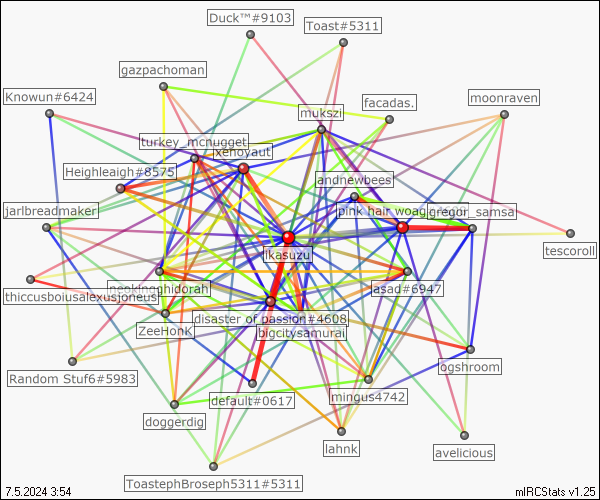 Duck™#9103
Toast#5311
gazpachoman
Knowun#6424
facadas.
moonraven
mukszi
turkey_mcnugget
xenoyaut
Heighleaigh#8575
andnewbees
jarlbreadmaker
pink hair woag
gregor_samsa
tescoroll
ikasuzu
neokingghidorah
asad#6947
thiccusboiusalexusjoneus
disaster of passion#4608
ZeeHonK
bigcitysamurai
ogshroom
Random Stuf6#5983
default#0617
mingus4742
doggerdig
lahnk
avelicious
ToastephBroseph5311#5311
7.5.2024 3:54
mIRCStats v1.25